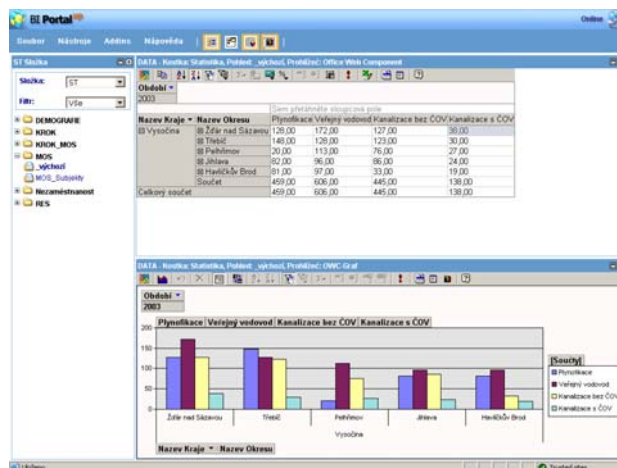 BI Portal
Online
Soubor Nástroje Addins Nápověda
ST Složka
Složka: ST
Filtr: Vše
DEMOGRAFIE
KROK
KROK_MOS
MOS
_výchozí
MOS_Subjekty
Nezaměstnanost
RES
DATA - Kostka: Statistika, Pohled: _výchozí, Prohlížeč: Office Web Component
Období
2003
Sem přetáhněte sloupcová pole
Nazev Kraje Nazev Okresu Plynofikace Veřejný vodovod Kanalizace bez ČOV Kanalizace s ČOV
Vysočina Žďár nad Sázavou 128,00 172,00 127,00 38,00
Třebíč 148,00 128,00 123,00 30,00
Pelhřimov 20,00 113,00 76,00 27,00
Jihlava 82,00 96,00 86,00 24,00
Havlíčkův Brod 81,00 97,00 33,00 19,00
Součet 459,00 606,00 445,00 138,00
Celkový součet 459,00 606,00 445,00 138,00
DATA - Kostka: Statistika, Pohled: _výchozí, Prohlížeč: OWC-Graf
Období
2003
Plynofikace Veřejný vodovod Kanalizace bez ČOV Kanalizace s ČOV
200
150
100
50
0
Žďár nad Sázavou Třebíč Pelhřimov Jihlava Havlíčkův Brod
Vysočina
[Součty]
Plynofikace
Veřejný vodovod
Kanalizace bez ČOV
Kanalizace s ČOV
Nazev Kraje Nazev Okresu
Trusted sites